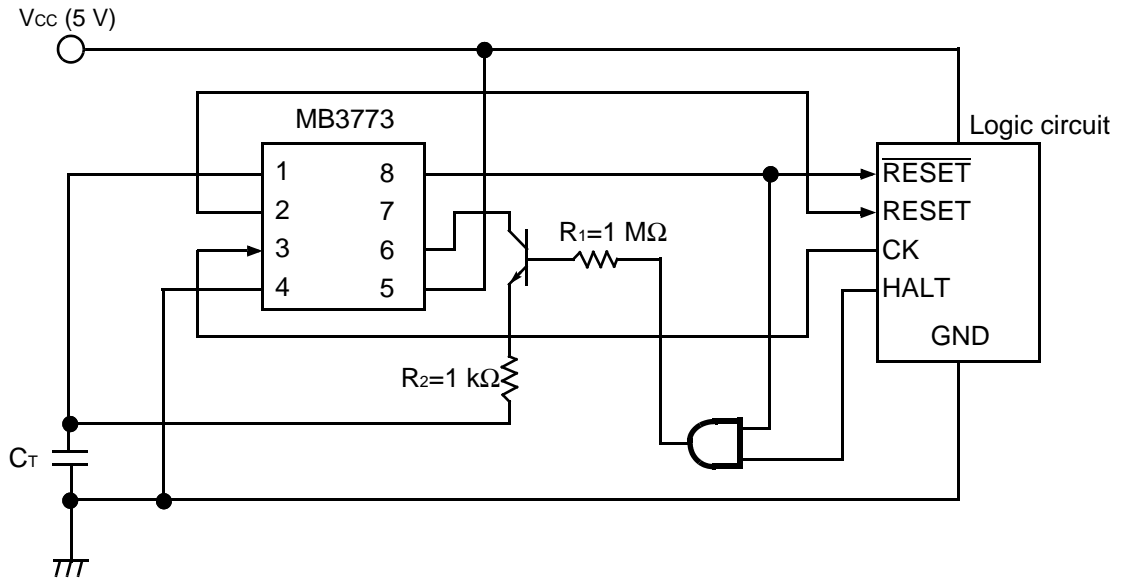 VCC (5 V)
MB3773
Logic circuit
1 8
2 7
3 6
4 5
RESET
RESET
CK
HALT
GND
R1=1 MΩ
R2=1 kΩ
CT